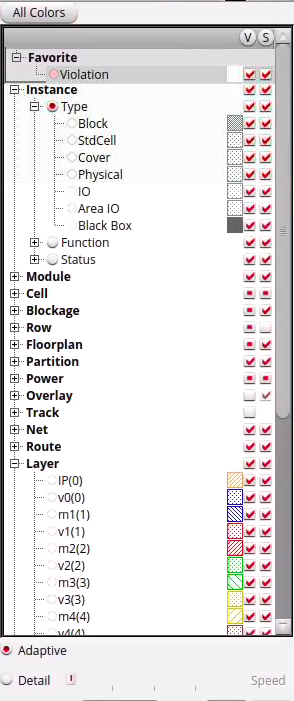 All Colors
V S
Favorite
Violation
Instance
Type
Block
StdCell
Cover
Physical
IO
Area IO
Black Box
Function
Status
Module
Cell
Blockage
Row
Floorplan
Partition
Power
Overlay
Track
Net
Route
Layer
IP(0)
v0(0)
m1(1)
v1(1)
m2(2)
v2(2)
m3(3)
v3(3)
m4(4)
v4(4)
Adaptive
Detail Speed